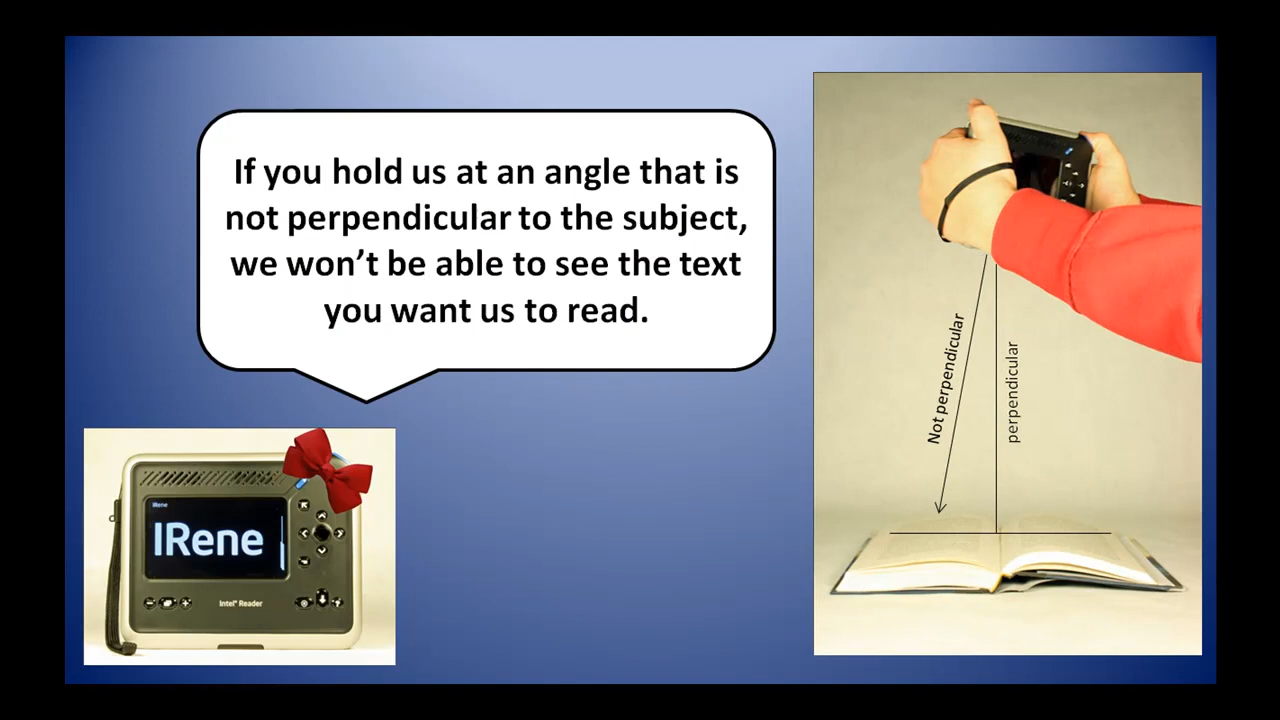 If you hold us at an angle that is
not perpendicular to the subject,
we won't be able to see the text
you want us to read.
Not perpendicular
perpendicular
IRene
IRene
Intel® Reader